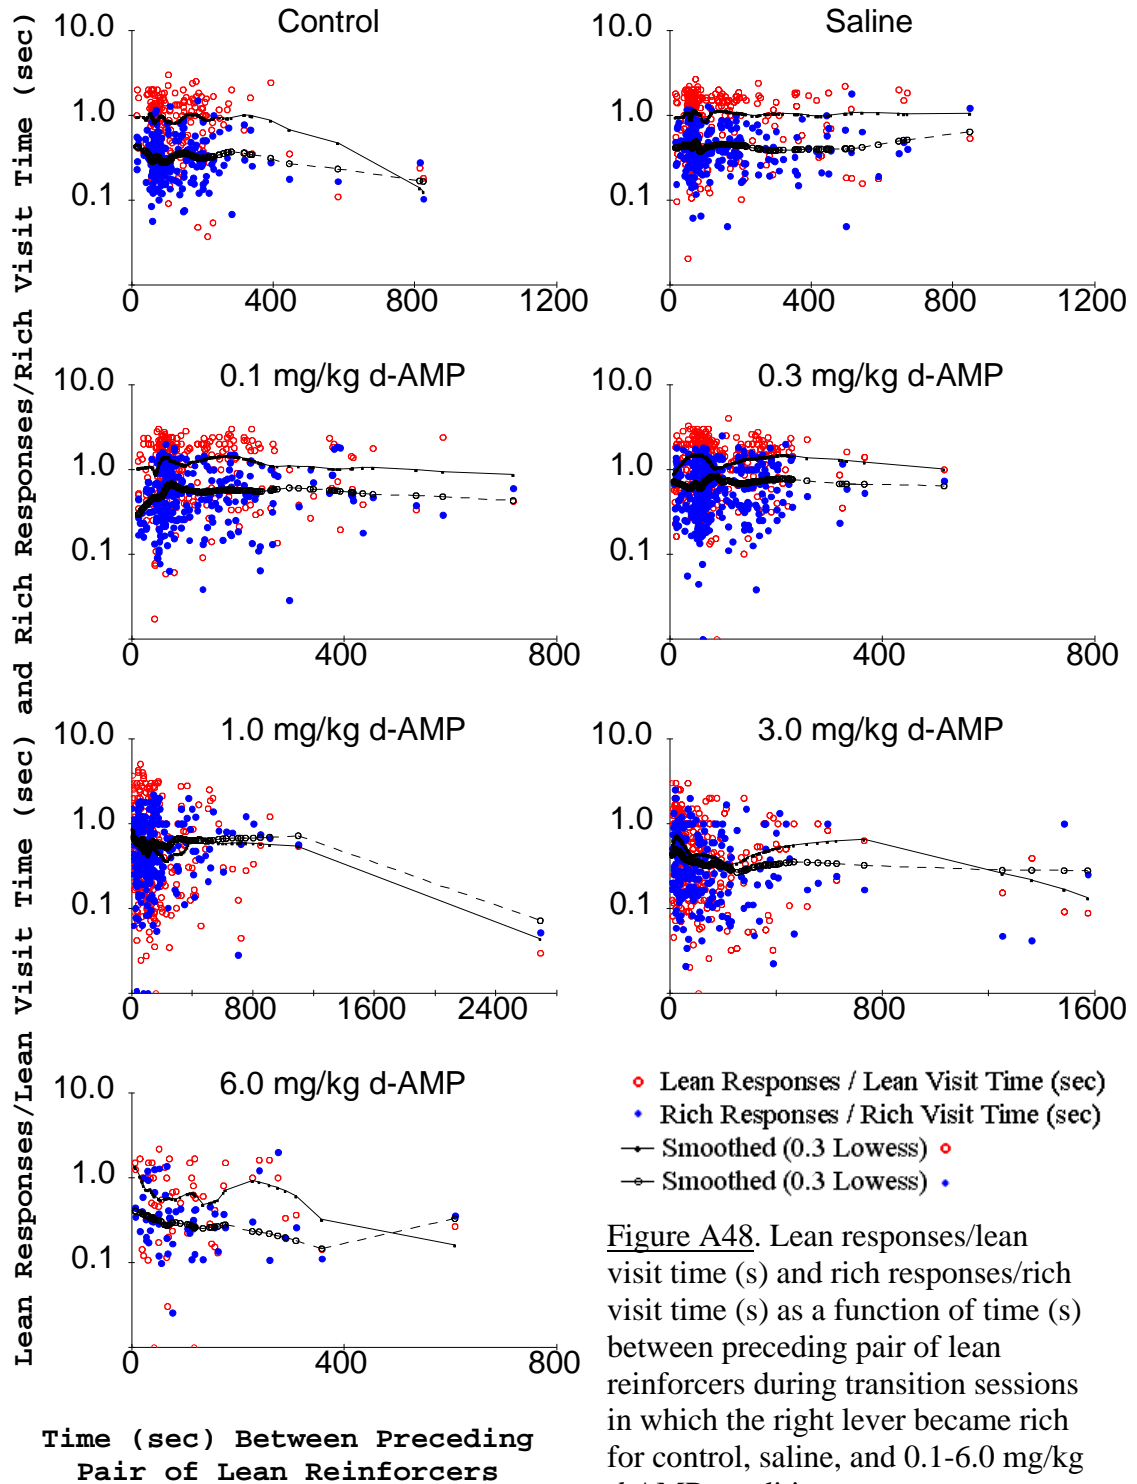 Lean Responses/Lean Visit Time (sec) and Rich Responses/Rich Visit Time (sec)
Control
10.0
1.0
0.1
0 400 800 1200
Saline
10.0
1.0
0.1
0 400 800 1200
0.1 mg/kg d-AMP
10.0
1.0
0.1
0 400 800
0.3 mg/kg d-AMP
10.0
1.0
0.1
0 400 800
1.0 mg/kg d-AMP
10.0
1.0
0.1
0 800 1600 2400
3.0 mg/kg d-AMP
10.0
1.0
0.1
0 1600
6.0 mg/kg d-AMP
10.0
1.0
0.1
0 400 800
Time (sec) Between Preceding
Pair of Lean Reinforcers
Lean Responses / Lean Visit Time (sec)
Rich Responses / Rich Visit Time (sec)
Smoothed (0.3 Lowess)
Smoothed (0.3 Lowess)
Figure A48. Lean responses/lean
visit time (s) and rich responses/rich
visit time (s) as a function of time (s)
between preceding pair of lean
reinforcers during transition sessions
in which the right lever became rich
for control, saline, and 0.1-6.0 mg/kg